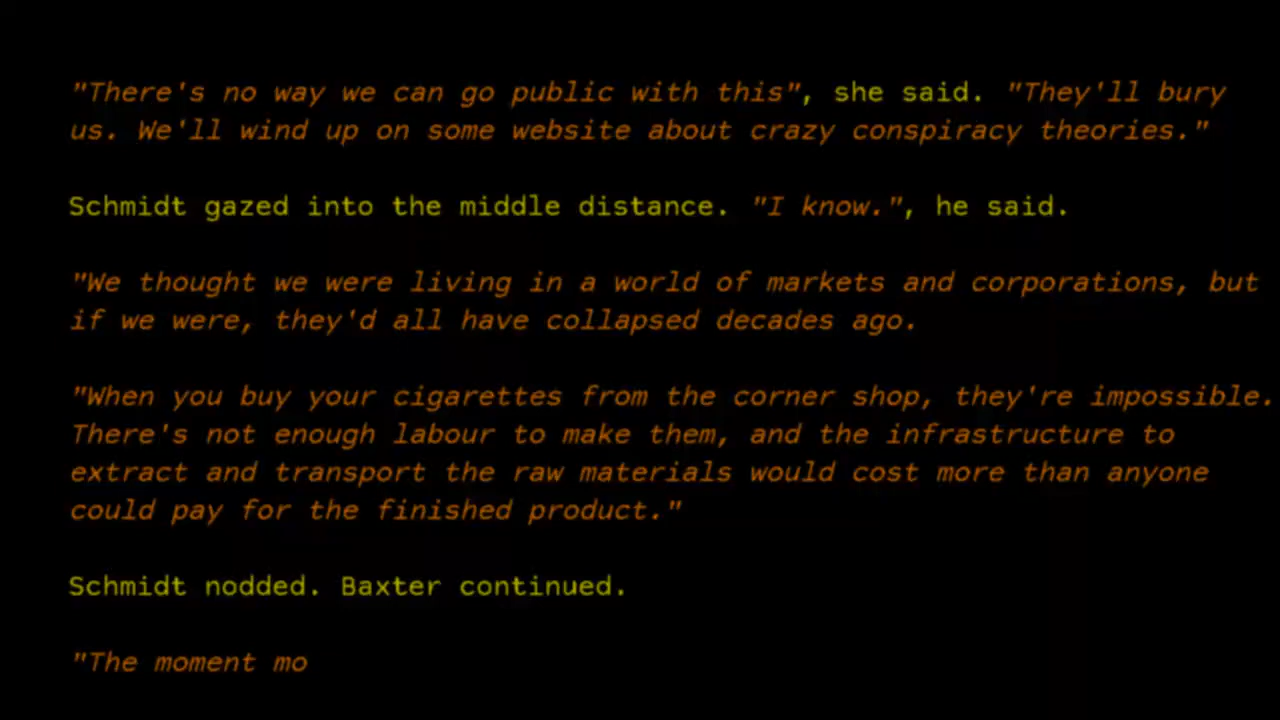 "There's no way we can go public with this", she said. "They'll bury
us. We'll wind up on some website about crazy conspiracy theories."
Schmidt gazed into the middle distance. "I know.", he said.
"We thought we were living in a world of markets and corporations, but
if we were, they'd all have collapsed decades ago.
"When you buy your cigarettes from the corner shop, they're impossible.
There's not enough labour to make them, and the infrastructure to
extract and transport the raw materials would cost more than anyone
could pay for the finished product."
Schmidt nodded. Baxter continued.
"The moment mo